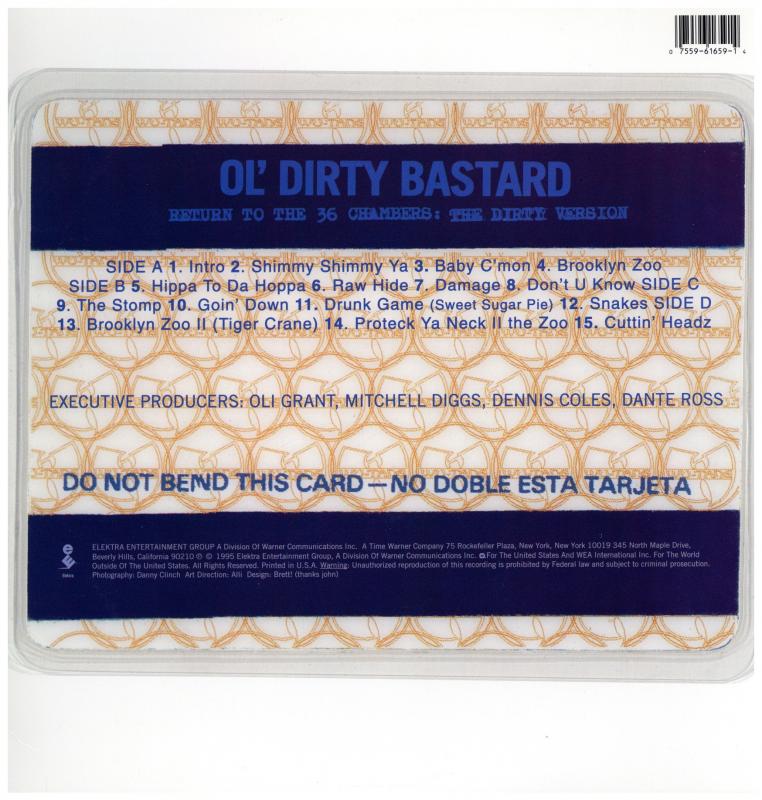 0 7559-61659-1 4
OL' DIRTY BASTARD
RETURN TO THE 36 CHAMBERS: THE DIRTY VERSION
SIDE A 1. Intro 2. Shimmy Shimmy Ya 3. Baby C'mon 4. Brooklyn Zoo
SIDE B 5. Hippa To Da Hoppa 6. Raw Hide 7. Damage 8. Don't U Know SIDE C
9. The Stomp 10. Goin' Down 11. Drunk Game (Sweet Sugar Pie) 12. Snakes SIDE D
13. Brooklyn Zoo II (Tiger Crane) 14. Proteck Ya Neck II the Zoo 15. Cuttin' Headz
EXECUTIVE PRODUCERS: OLI GRANT, MITCHELL DIGGS, DENNIS COLES, DANTE ROSS
DO NOT BEND THIS CARD — NO DOBLE ESTA TARJETA
ELEKTRA ENTERTAINMENT GROUP A Division Of Warner Communications Inc. A Time Warner Company 75 Rockefeller Plaza, New York, New York 10019 345 North Maple Drive,
Beverly Hills, California 90210 ℗ © 1995 Elektra Entertainment Group, A Division Of Warner Communications Inc. For The United States And WEA International Inc. For The World
Outside Of The United States. All Rights Reserved. Printed in U.S.A. Warning: Unauthorized reproduction of this recording is prohibited by Federal law and subject to criminal prosecution.
Photography: Danny Clinch Art Direction: Alli Design: Brett! (thanks john)
Elektra